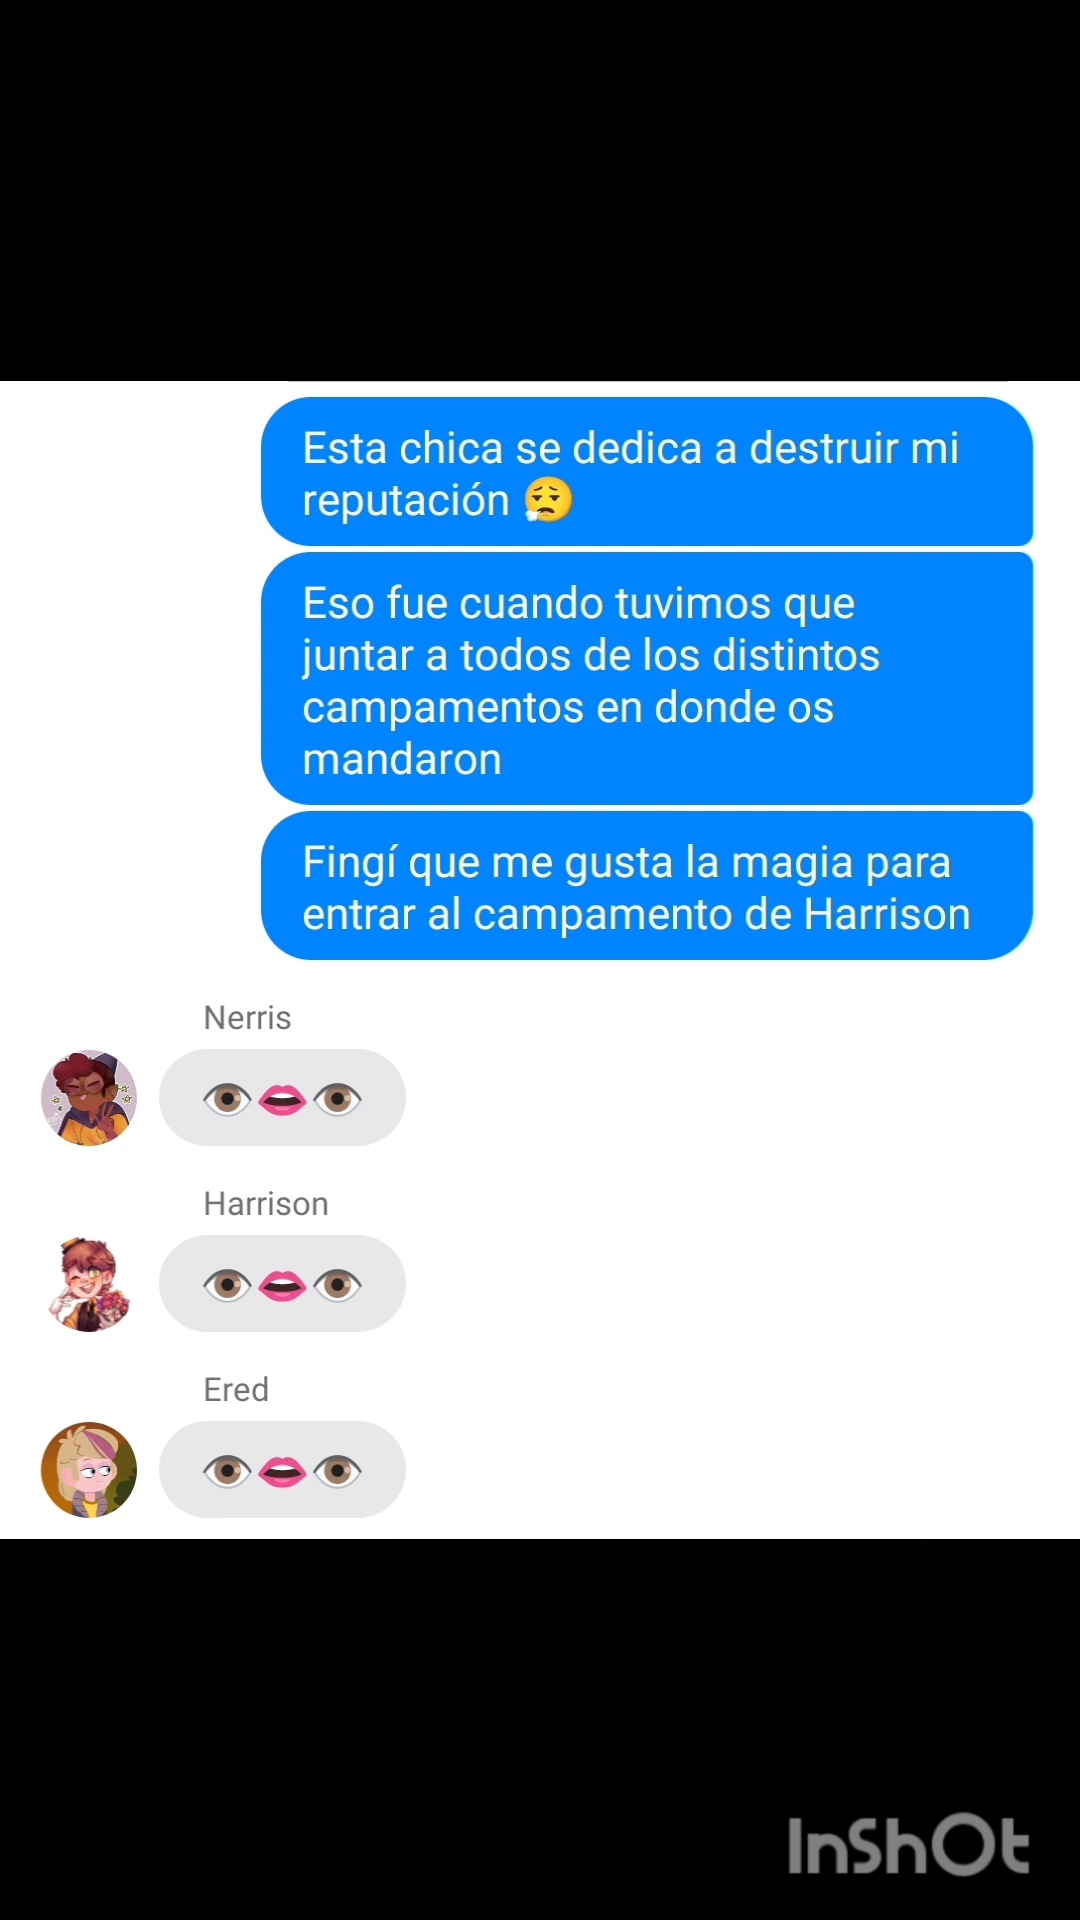 Esta chica se dedica a destruir mi
reputación 😮‍💨
Eso fue cuando tuvimos que
juntar a todos de los distintos
campamentos en donde os
mandaron
Fingí que me gusta la magia para
entrar al campamento de Harrison
Nerris
👁️👄👁️
Harrison
👁️👄👁️
Ered
👁️👄👁️
InShOt